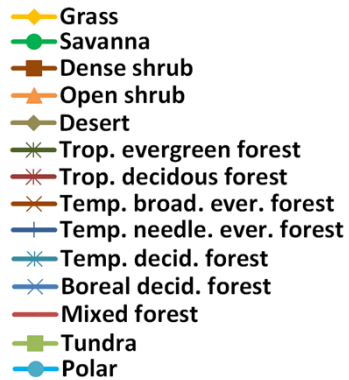 Grass
Savanna
Dense shrub
Open shrub
Desert
Trop. evergreen forest
Trop. decidous forest
Temp. broad. ever. forest
Temp. needle. ever. forest
Temp. decid. forest
Boreal decid. forest
Mixed forest
Tundra
Polar